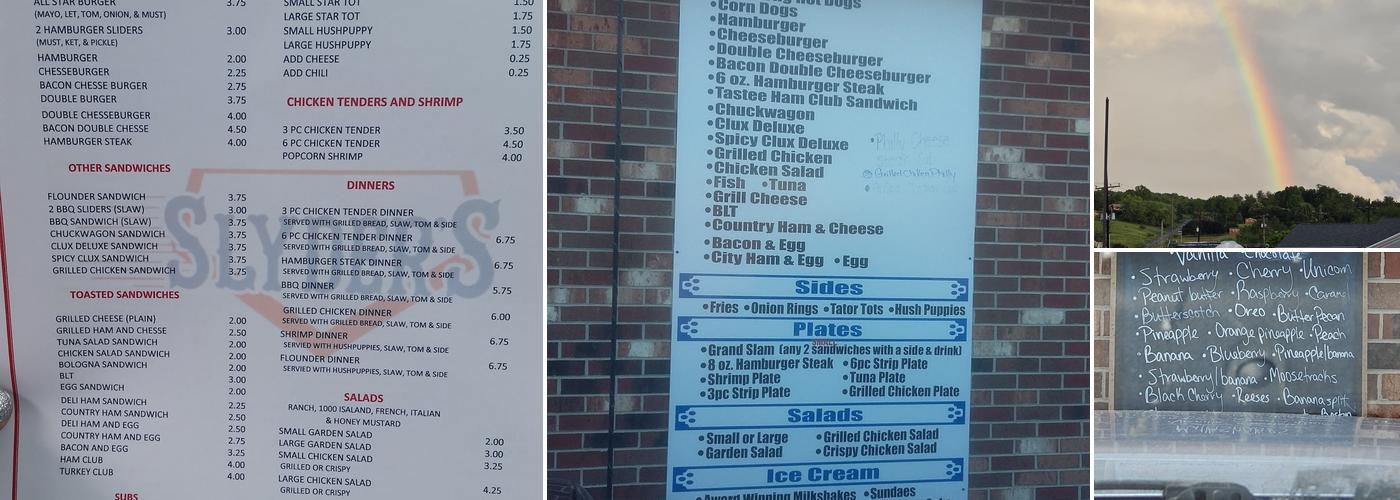 ALL STAR BURGER 3.75
(MAYO, LET, TOM, ONION, & MUST)
2 HAMBURGER SLIDERS 3.00
(MUST, KET, & PICKLE)
HAMBURGER 2.00
CHESSEBURGER 2.25
BACON CHESSE BURGER 2.75
DOUBLE BURGER 3.75
DOUBLE CHESSEBURGER 4.00
BACON DOUBLE CHESSE 4.50
HAMBURGER STEAK 4.00
OTHER SANDWICHES
FLOUNDER SANDWICH 3.75
2 BBQ SLIDERS (SLAW) 3.00
BBQ SANDWICH (SLAW) 3.75
CHUCKWAGON SANDWICH 3.75
CLUX DELUXE SANDWICH 3.75
SPICY CLUX SANDWICH 3.75
GRILLED CHICKEN SANDWICH 3.75
TOASTED SANDWICHES
GRILLED CHEESE (PLAIN) 2.00
GRILLED HAM AND CHESSE 2.50
TUNA SALAD SANDWICH 2.00
CHICKEN SALAD SANDWICH 2.00
BOLOGNA SANDWICH 2.00
BLT 3.00
EGG SANDWICH 2.00
DELI HAM SANDWICH 2.25
COUNTRY HAM SANDWICH 2.50
DELI HAM AND EGG 2.50
COUNTRY HAM AND EGG 2.75
BACON AND EGG 3.25
HAM CLUB 4.00
TURKEY CLUB 4.00
SUBS
SMALL STAR TOT 1.50
LARGE STAR TOT 1.75
SMALL HUSHPUPPY 1.50
LARGE HUSHPUPPY 1.75
ADD CHEESE 0.25
ADD CHILI 0.25
CHICKEN TENDERS AND SHRIMP
3 PC CHICKEN TENDER 3.50
6 PC CHICKEN TENDER 4.50
POPCORN SHRIMP 4.00
DINNERS
3 PC CHICKEN TENDER DINNER
SERVED WITH GRILLED BREAD, SLAW, TOM & SIDE
6 PC CHICKEN TENDER DINNER 6.75
SERVED WITH GRILLED BREAD, SLAW, TOM & SIDE
HAMBURGER STEAK DINNER 6.75
SERVED WITH GRILLED BREAD, SLAW, TOM & SIDE
BBQ DINNER 5.75
SERVED WITH GRILLED BREAD, SLAW, TOM & SIDE
GRILLED CHICKEN DINNER 6.00
SERVED WITH GRILLED BREAD, SLAW, TOM & SIDE
SHRIMP DINNER 6.75
SERVIED WITH HUSHPUPPIES, SLAW, TOM & SIDE
FLOUNDER DINNER 6.75
SERVED WITH HUSHPUPPIES, SLAW, TOM & SIDE
SALADS
RANCH, 1000 ISALAND, FRENCH, ITALIAN
& HONEY MUSTARD
SMALL GARDEN SALAD 2.00
LARGE GARDEN SALAD 3.00
SMALL CHICKEN SALAD 3.25
GRILLED OR CRISPY
LARGE CHICKEN SALAD
GRILLED OR CRISPY 4.25
SLYDER'S
Dogs
•Corn Dogs
•Hamburger
•Cheeseburger
•Double Cheeseburger
•Bacon Double Cheeseburger
•6 oz. Hamburger Steak
•Tastee Ham Club Sandwich
•Chuckwagon
•Clux Deluxe
•Spicy Clux Deluxe •Philly Cheese
•Grilled Chicken
•Chicken Salad Grilled Chicken Philly
•Fish •Tuna
•Grill Cheese
•BLT
•Country Ham & Cheese
•Bacon & Egg
•City Ham & Egg •Egg
Sides
•Fries •Onion Rings •Tator Tots •Hush Puppies
Plates
SMALL
•Grand Slam (any 2 sandwiches with a side & drink)
•8 oz. Hamburger Steak •6pc Strip Plate
•Shrimp Plate •Tuna Plate
•3pc Strip Plate •Grilled Chicken Plate
Salads
•Small or Large •Grilled Chicken Salad
•Garden Salad •Crispy Chicken Salad
Ice Cream
•Award Winning Milkshakes •Sundaes
Vanilla Chocolate
•Strawberry •Cherry •Unicorn
•Peanut butter •Raspberry •Caramel
•Butterscotch •Oreo •Butter Pecan
•Pineapple •Orange pineapple •Peach
•Banana •Blueberry •Pineapple/banana
•Strawberry/banana •Moosetracks
•Black Cherry •Reeses •Banana split